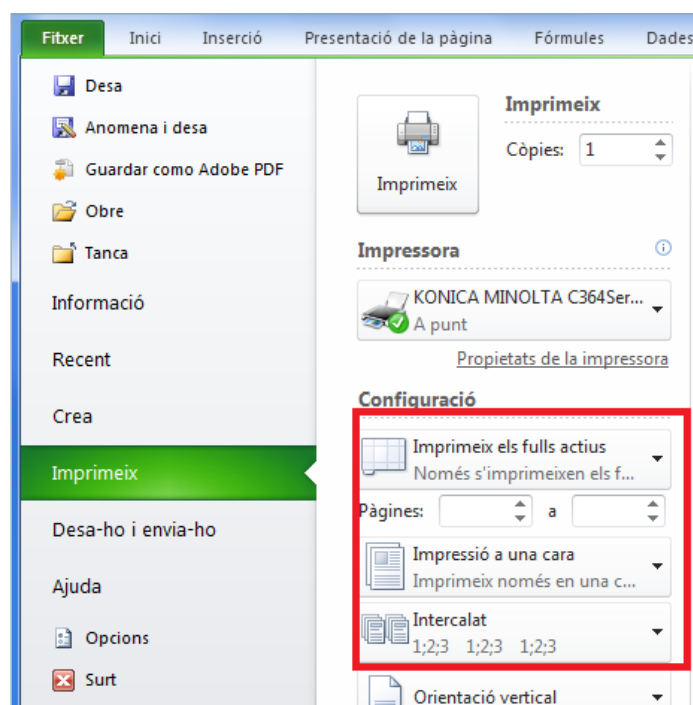 Fitxer Inici Inserció Presentació de la pàgina Fórmules Dades
Desa
Anomena i desa
Guardar como Adobe PDF
Obre
Tanca
Informació
Recent
Crea
Imprimeix
Desa-ho i envia-ho
Ajuda
Opcions
Surt
Imprimeix
Imprimeix
Còpies: 1
Impressora
KONICA MINOLTA C364Ser...
A punt
Propietats de la impressora
Configuració
Imprimeix els fulls actius
Només s'imprimeixen els f...
Pàgines: a
Impressió a una cara
Imprimeix només en una c...
Intercalat
1;2;3 1;2;3 1;2;3
Orientació vertical